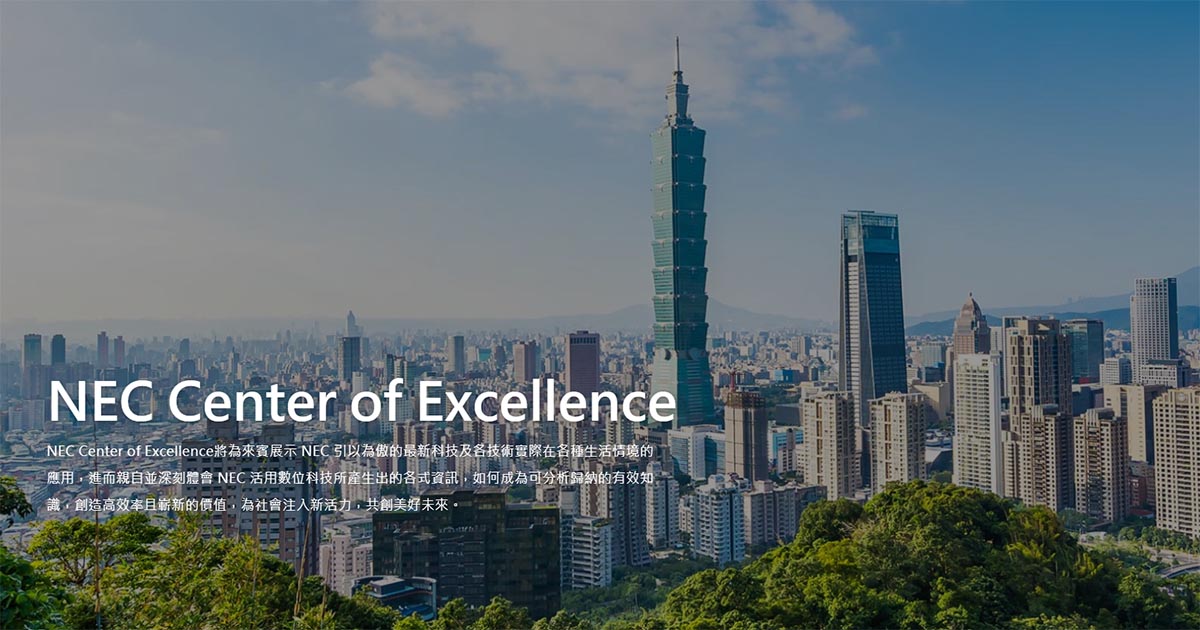 NEC Center of Excellence
NEC Center of Excellence將為來賓展示 NEC 引以為傲的最新科技及各技術實際在各種生活情境的
應用，進而親自並深刻體會 NEC 活用數位科技所產生出的各式資訊，如何成為可分析歸納的有效知
識，創造高效率且嶄新的價值，為社會注入新活力，共創美好未來。